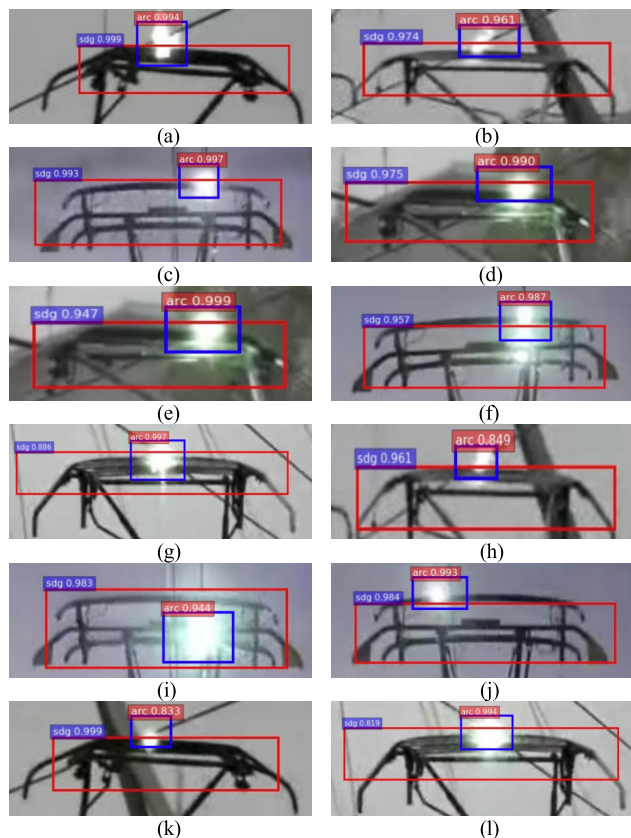 arc 0.994
sdg 0.999
arc 0.961
sdg 0.974
(a)
(b)
arc 0.997
sdg 0.993
arc 0.990
sdg 0.975
(c)
(d)
arc 0.999
sdg 0.947
arc 0.987
sdg 0.957
(e)
(f)
arc 0.997
sdg 0.886
arc 0.849
sdg 0.961
(g)
(h)
arc 0.944
sdg 0.983
arc 0.993
sdg 0.984
(i)
(j)
arc 0.833
sdg 0.999
arc 0.994
sdg 0.819
(k)
(l)